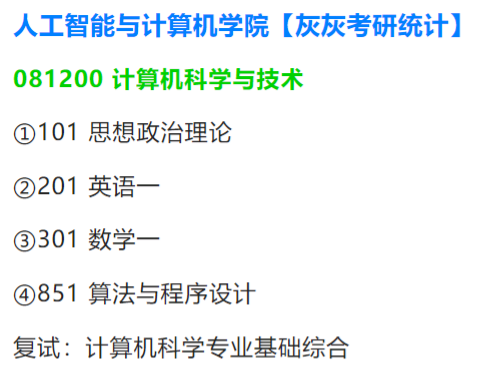 人工智能与计算机学院【灰灰考研统计】
081200 计算机科学与技术
①101 思想政治理论
②201 英语一
③301 数学一
④851 算法与程序设计
复试：计算机科学专业基础综合